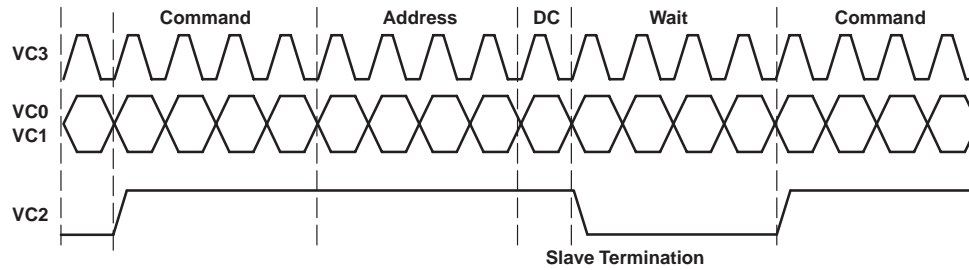 Command Address DC Wait Command
VC3
VC0
VC1
VC2
Slave Termination